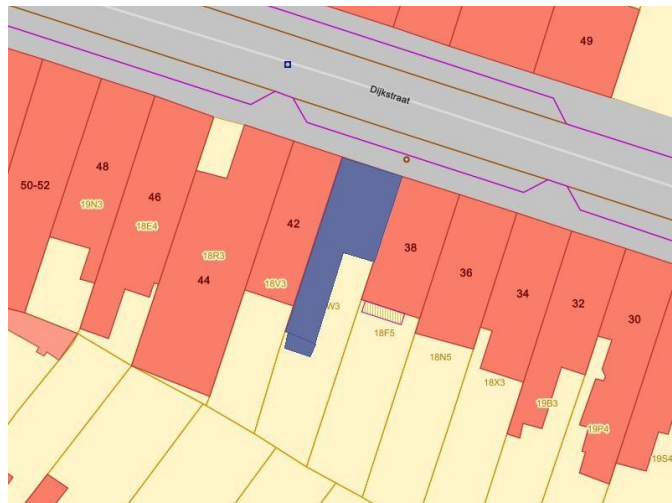 49
Dijkstraat
50-52
48
19N3
46
18E4
18R3
44
42
18V3
W3
38
18F5
36
18N5
34
18X3
32
19B3
30
19P4
19S4